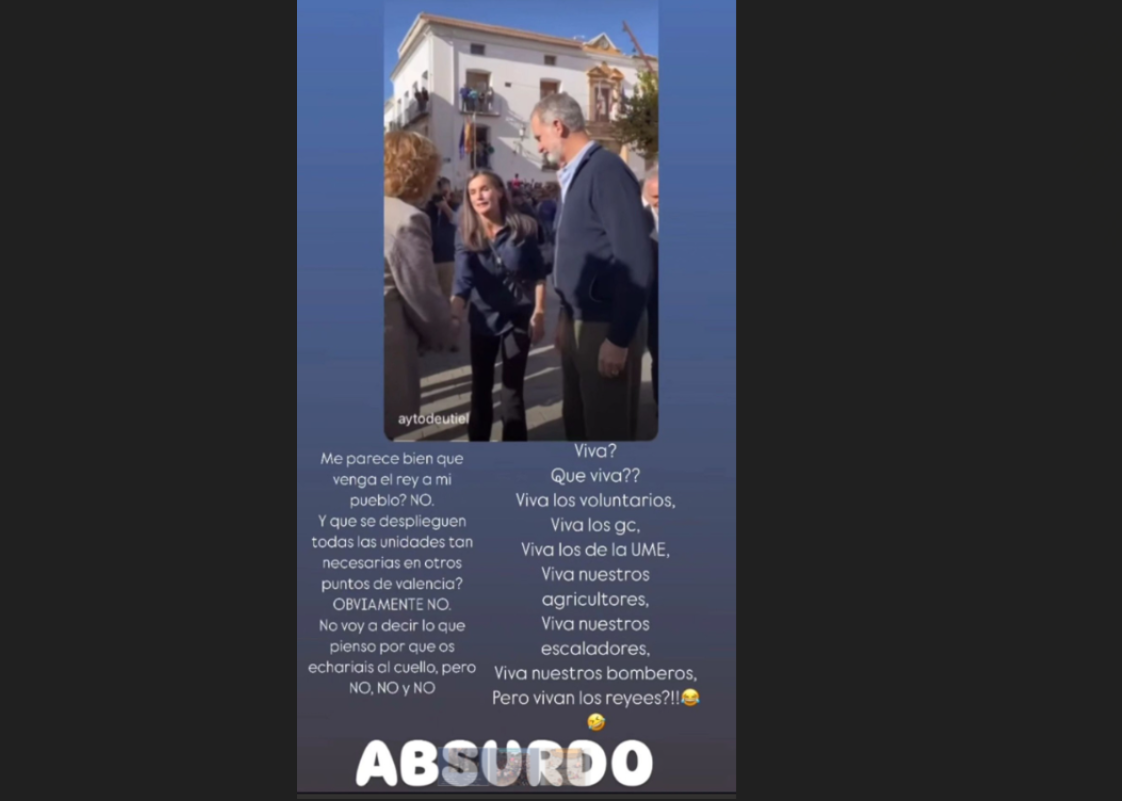 aytodeutiel
Me parece bien que
venga el rey a mi
pueblo? NO.
Y que se desplieguen
todas las unidades tan
necesarias en otros
puntos de valencia?
OBVIAMENTE NO.
No voy a decir lo que
pienso por que os
echariais al cuello, pero
NO, NO y NO
Viva?
Que viva??
Viva los voluntarios,
Viva los gc,
Viva los de la UME,
Viva nuestros
agricultores,
Viva nuestros
escaladores,
Viva nuestros bomberos,
Pero vivan los reyees?!!😂
🤣
ABSURDO